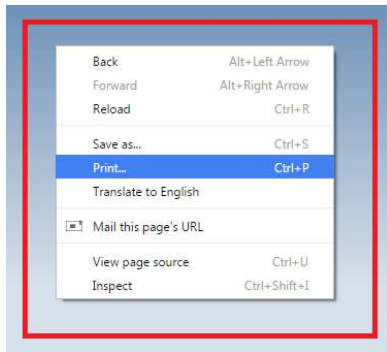 Back Alt+Left Arrow
Forward Alt+Right Arrow
Reload Ctrl+R
Save as... Ctrl+S
Print... Ctrl+P
Translate to English
Mail this page's URL
View page source Ctrl+U
Inspect Ctrl+Shift+I